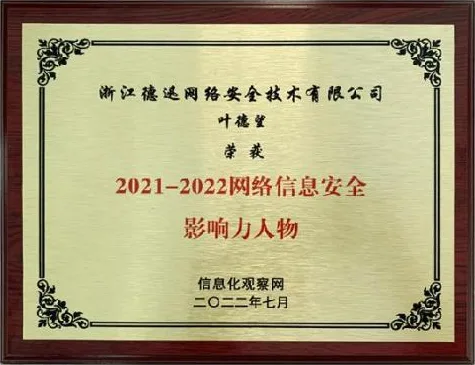 浙江德迅网络安全技术有限公司
叶德望
荣获
2021-2022网络信息安全
影响力人物
信息化观察网
二〇二二年七月